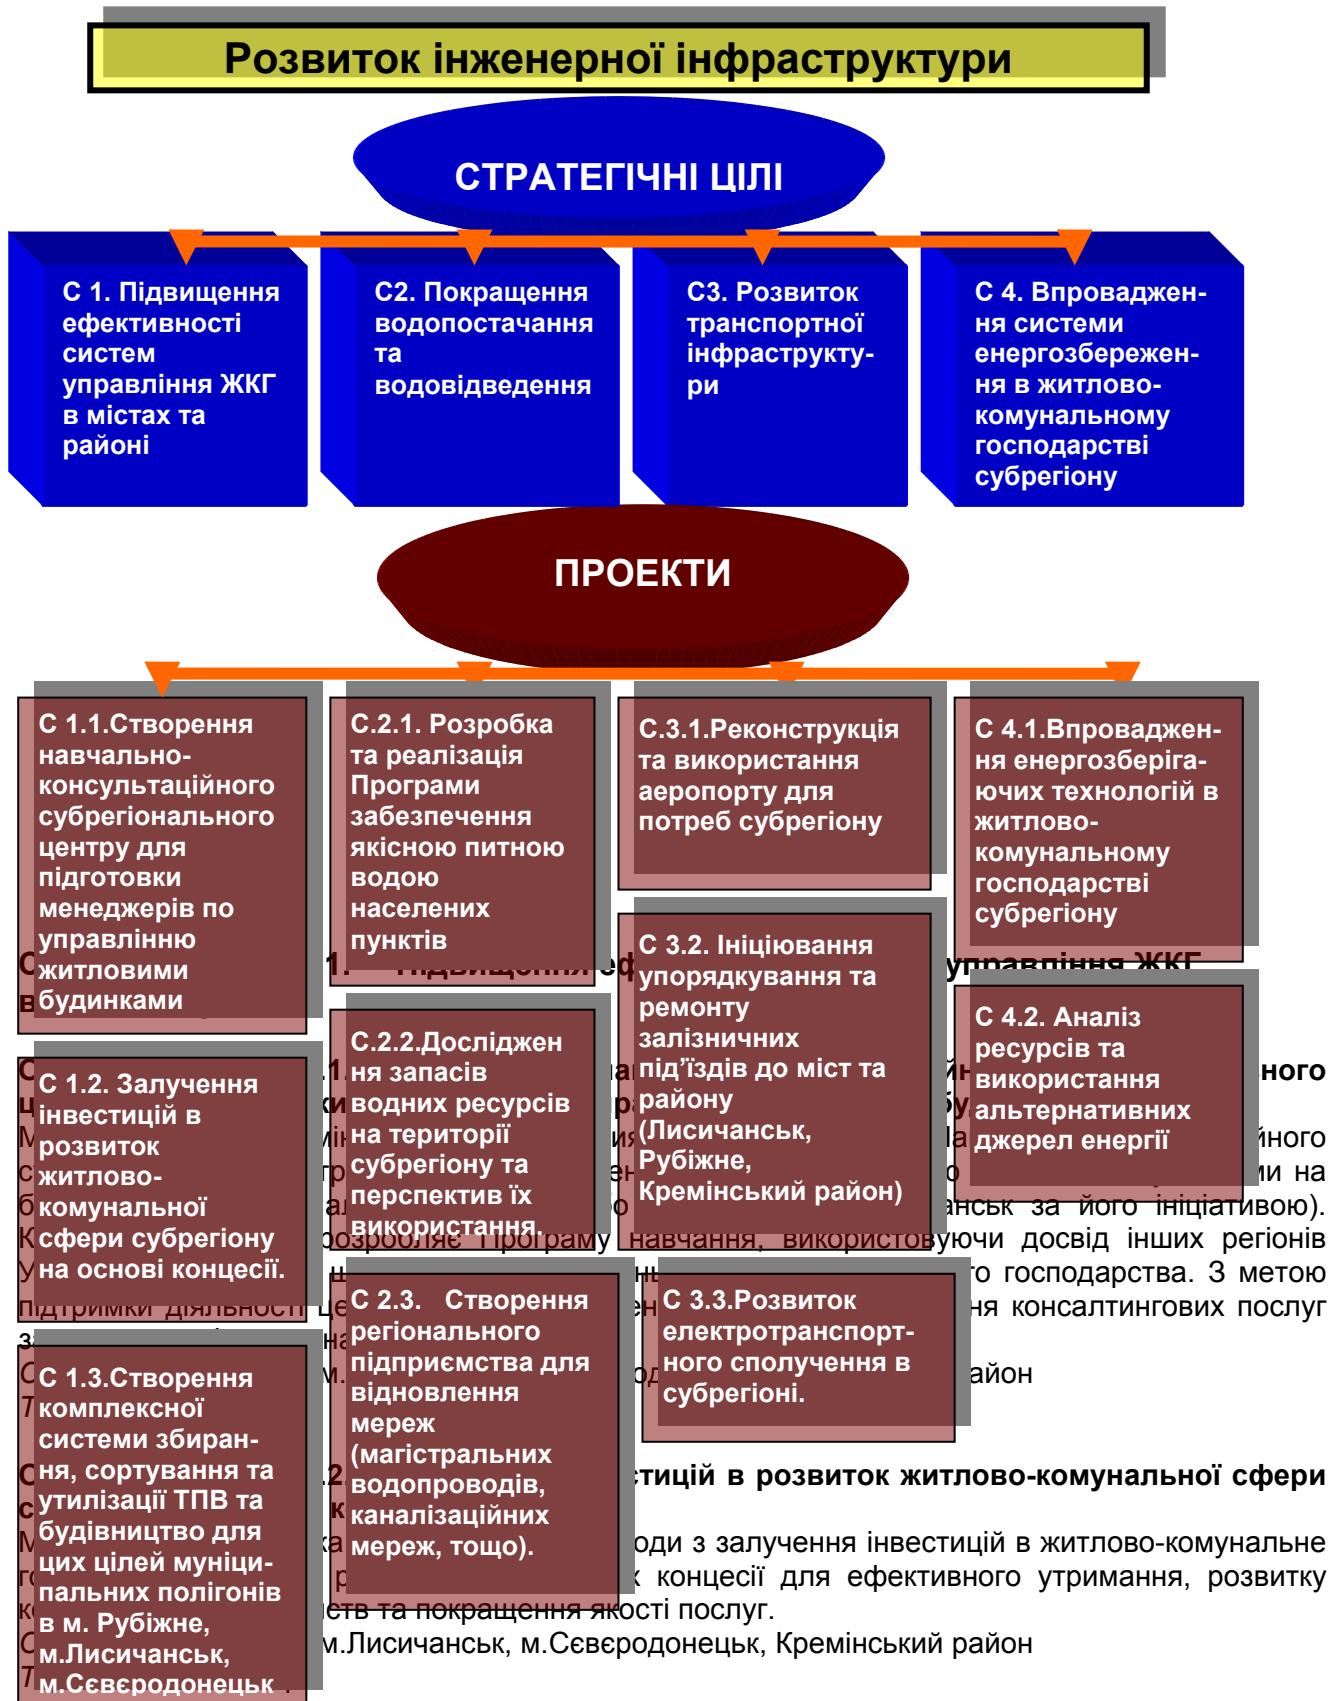 Розвиток інженерної інфраструктури
СТРАТЕГІЧНІ ЦІЛІ
С 1. Підвищення
ефективності
систем
управління ЖКГ
в містах та
районі
С2. Покращення
водопостачання
та
водовідведення
С3. Розвиток
транспортної
інфраструкту-
ри
С 4. Впроваджен-
ня системи
енергозбережен-
ня в житлово-
комунальному
господарстві
субрегіону
ПРОЕКТИ
С 1.1.Створення
навчально-
консультаційного
субрегіонального
центру для
підготовки
менеджерів по
управлінню
житловими
будинками
С 1.2. Залучення
інвестицій в
розвиток
житлово-
комунальної
сфери субрегіону
на основі концесії.
С 1.3.Створення
комплексної
системи збиран-
ня, сортування та
утилізації ТПВ та
будівництво для
цих цілей муніци-
пальних полігонів
в м. Рубіжне,
м.Лисичанськ,
м.Сєвєродонецьк
С.2.1. Розробка
та реалізація
Програми
забезпечення
якісною питною
водою
населених
пунктів
С.2.2.Дослiджен
ня запасів
водних ресурсів
на території
субрегіону та
перспектив їх
використання.
С 2.3. Створення
регіонального
підприємства для
відновлення
мереж
(магістральних
водопроводів,
каналізаційних
мереж, тощо).
С.3.1.Реконструкція
та використання
аеропорту для
потреб субрегіону
С 3.2. Ініціювання
упорядкування та
ремонту
залізничних
під’їздів до міст та
району
(Лисичанськ,
Рубіжне,
Кремінський район)
С 3.3.Розвиток
електротранспорт-
ного сполучення в
субрегіоні.
С 4.1.Впроваджен-
ня енергозберіга-
ючих технологій в
житлово-
комунальному
господарстві
субрегіону
С 4.2. Аналіз
ресурсів та
використання
альтернативних
джерел енергії
1. Підвищення управління ЖКГ
за його ініціативою).
розробляє програму навчання, використовуючи досвід інших регіонів
господарства. З метою
підтримки діяльності консалтингових послуг
розвиток житлово-комунальної сфери
з залучення інвестицій в житлово-комунальне
концесії для ефективного утримання, розвитку
та покращення якості послуг.
м.Лисичанськ, м.Сєвєродонецьк, Кремінський район